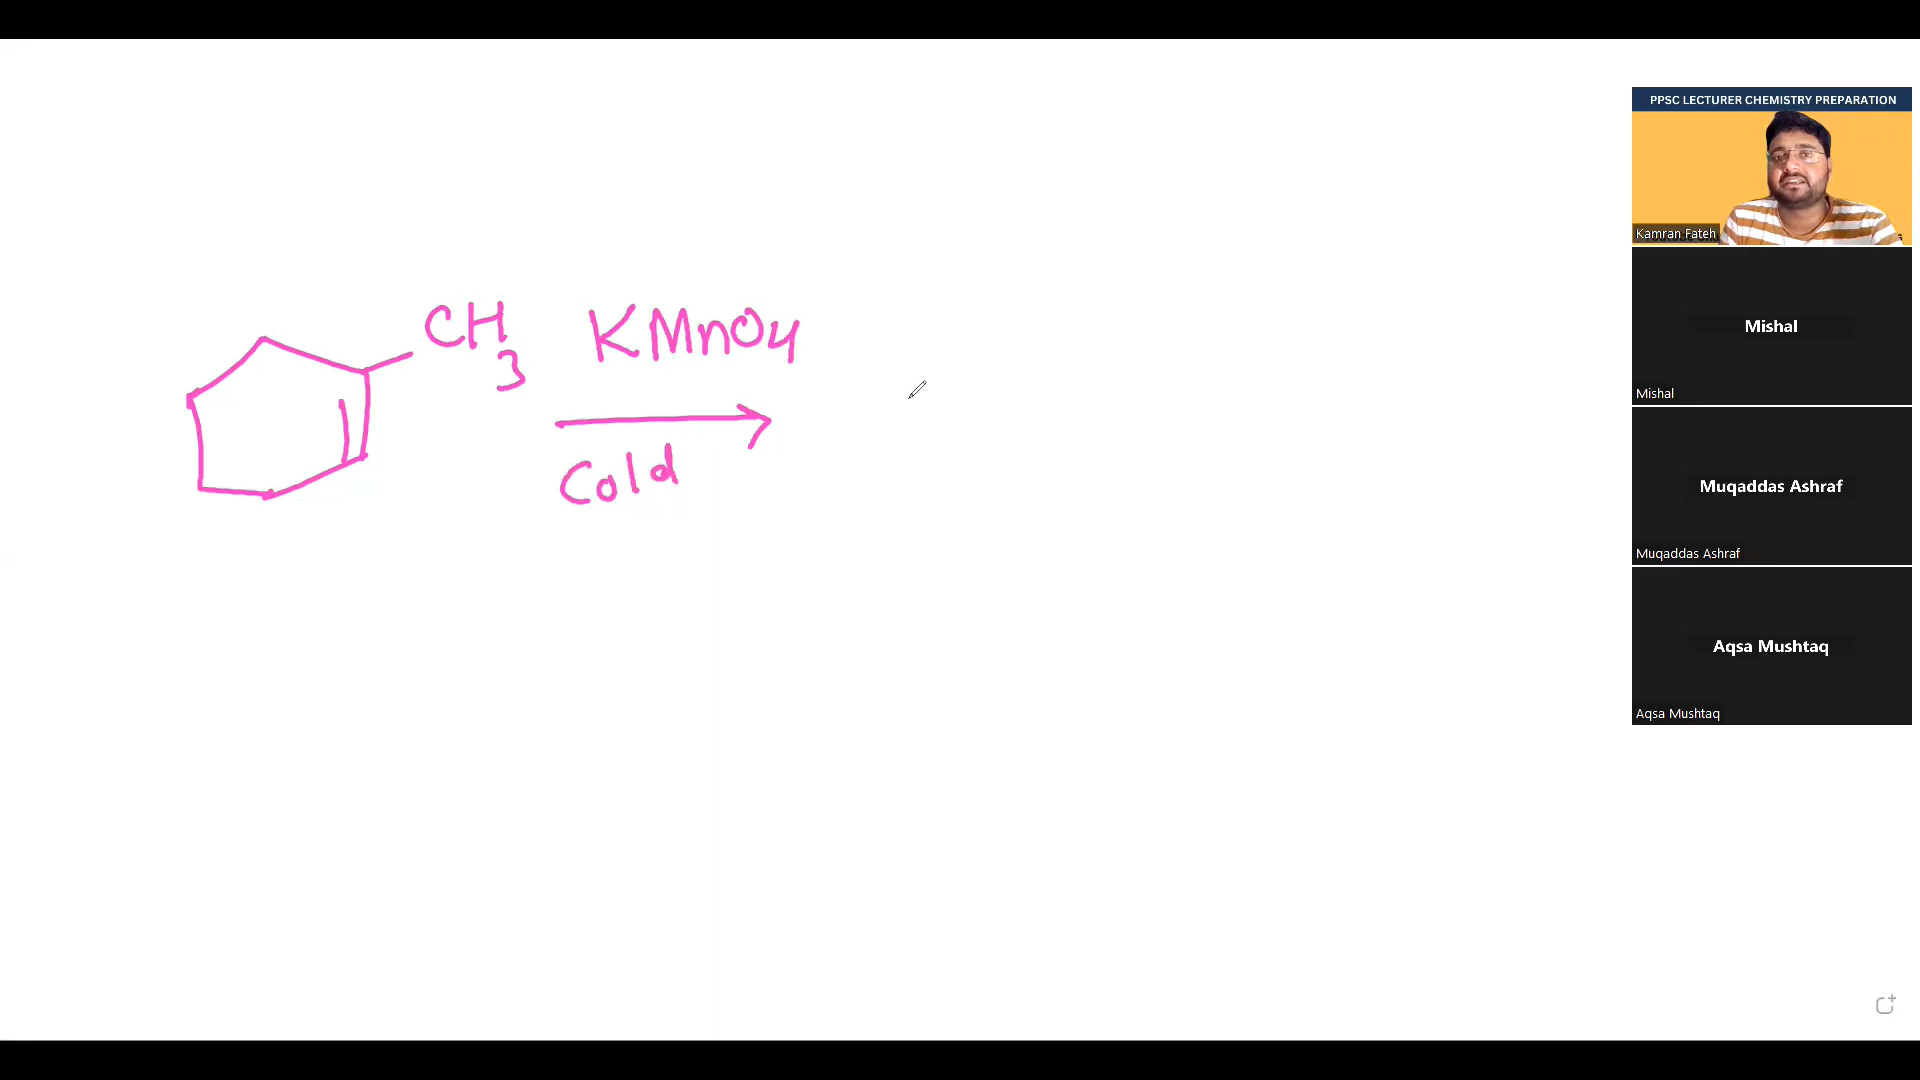 PPSC LECTURER CHEMISTRY PREPARATION
Kamran Fateh
CH3 KMnO4
Cold
Mishal
Mishal
Muqaddas Ashraf
Muqaddas Ashraf
Aqsa Mushtaq
Aqsa Mushtaq